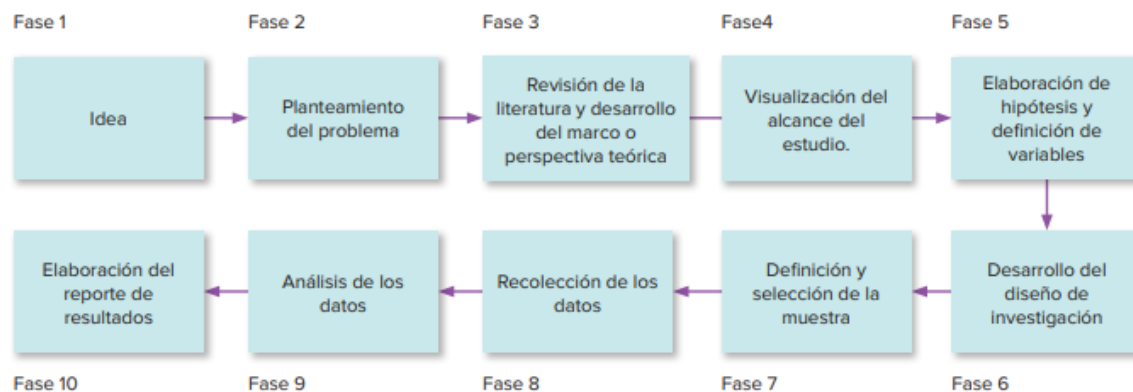 Fase 1
Fase 2
Fase 3
Fase4
Fase 5
Idea
Planteamiento
del problema
Revisión de la
literatura y desarrollo
del marco o
perspectiva teórica
Visualización del
alcance del
estudio.
Elaboración de
hipótesis y
definición de
variables
Elaboración del
reporte de
resultados
Análisis de los
datos
Recolección de los
datos
Definición y
selección de la
muestra
Desarrollo del
diseño de
investigación
Fase 10
Fase 9
Fase 8
Fase 7
Fase 6